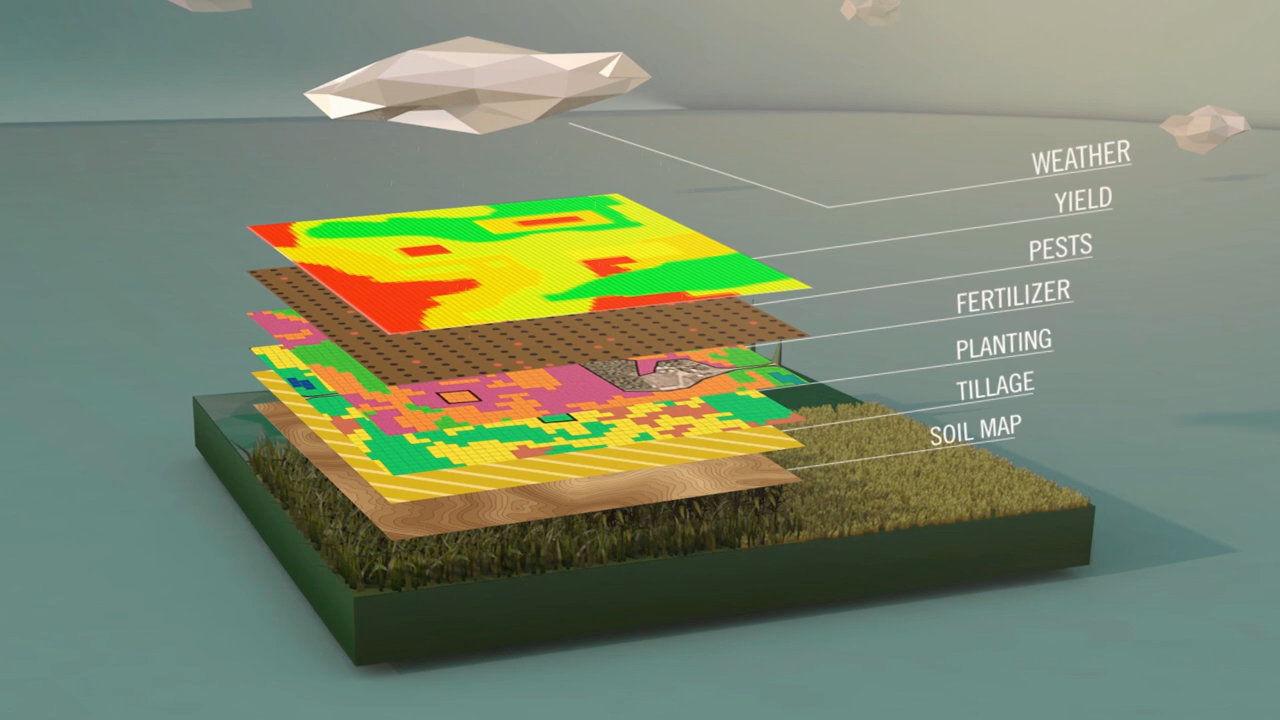 WEATHER
YIELD
PESTS
FERTILIZER
PLANTING
TILLAGE
SOIL MAP